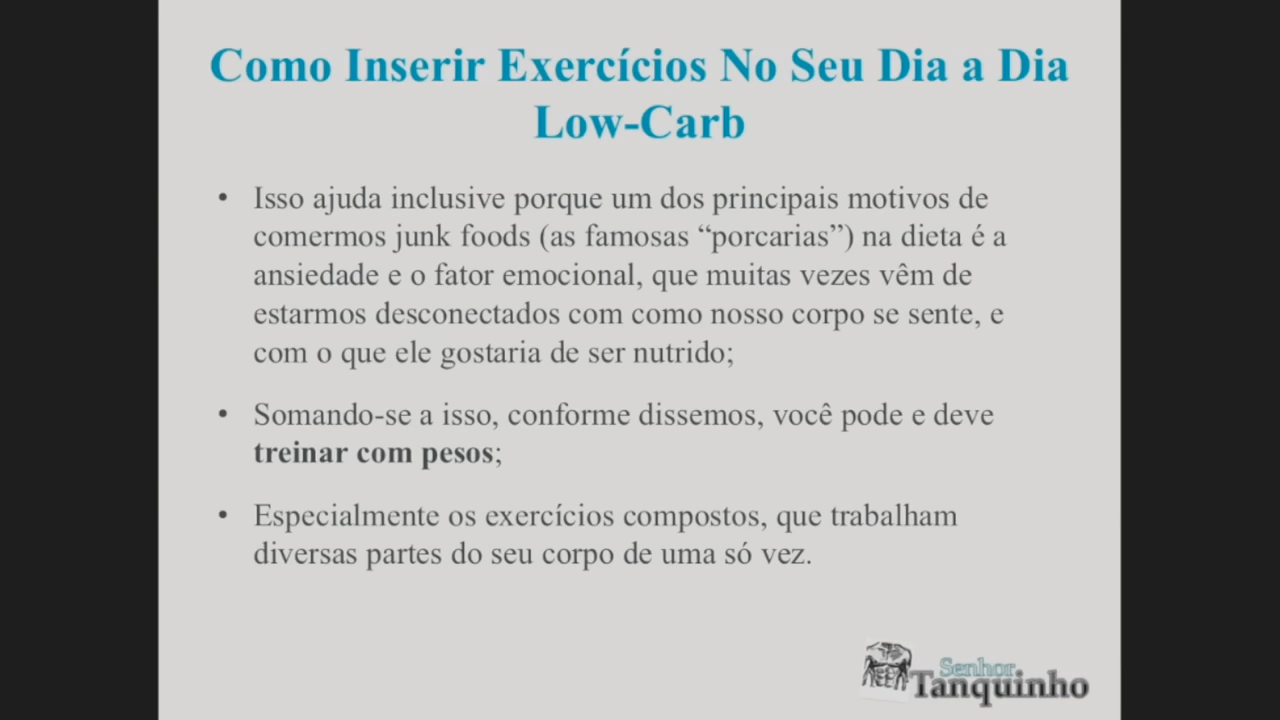 Como Inserir Exercícios No Seu Dia a Dia
Low-Carb
• Isso ajuda inclusive porque um dos principais motivos de
comermos junk foods (as famosas “porcarias”) na dieta é a
ansiedade e o fator emocional, que muitas vezes vêm de
estarmos desconectados com como nosso corpo se sente, e
com o que ele gostaria de ser nutrido;
• Somando-se a isso, conforme dissemos, você pode e deve
treinar com pesos;
• Especialmente os exercícios compostos, que trabalham
diversas partes do seu corpo de uma só vez.
Senhor
Tanquinho